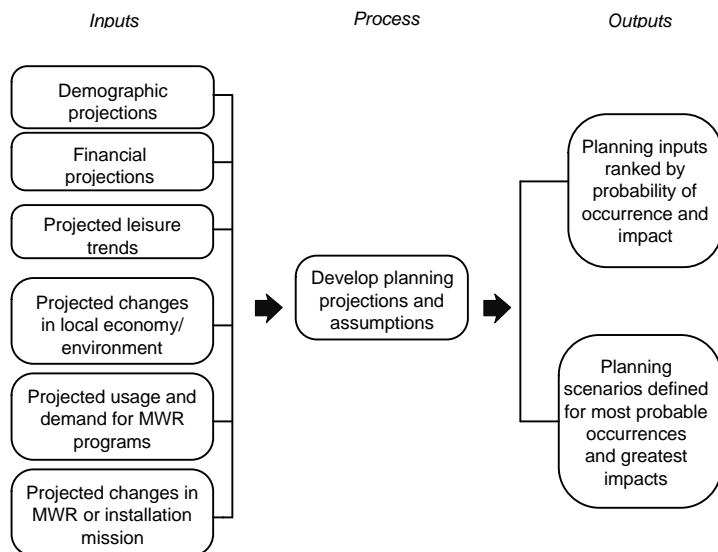 Inputs
Process
Outputs
Demographic
projections
Financial
projections
Projected leisure
trends
Projected changes
in local economy/
environment
Projected usage and
demand for MWR
programs
Projected changes in
MWR or installation
mission
Develop planning
projections and
assumptions
Planning inputs
ranked by
probability of
occurrence and
impact
Planning
scenarios defined
for most probable
occurrences
and greatest
impacts